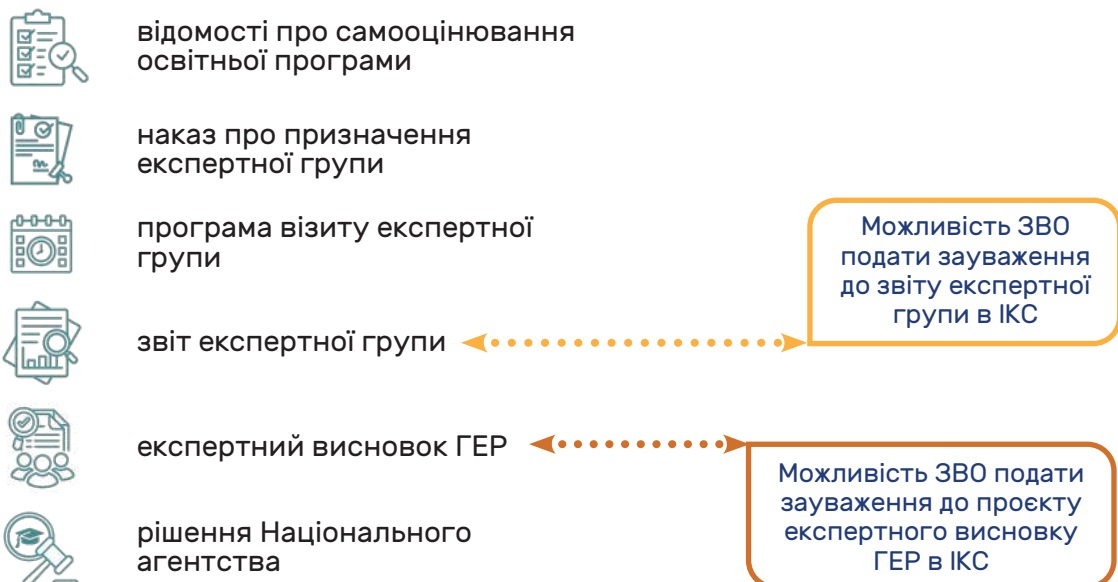 відомості про самооцінювання
освітньої програми
наказ про призначення
експертної групи
програма візиту експертної
групи
Можливість ЗВО
подати зауваження
до звіту експертної
групи в ІКС
звіт експертної групи
експертний висновок ГЕР
Можливість ЗВО подати
зауваження до проєкту
експертного висновку
ГЕР в ІКС
рішення Національного
агентства